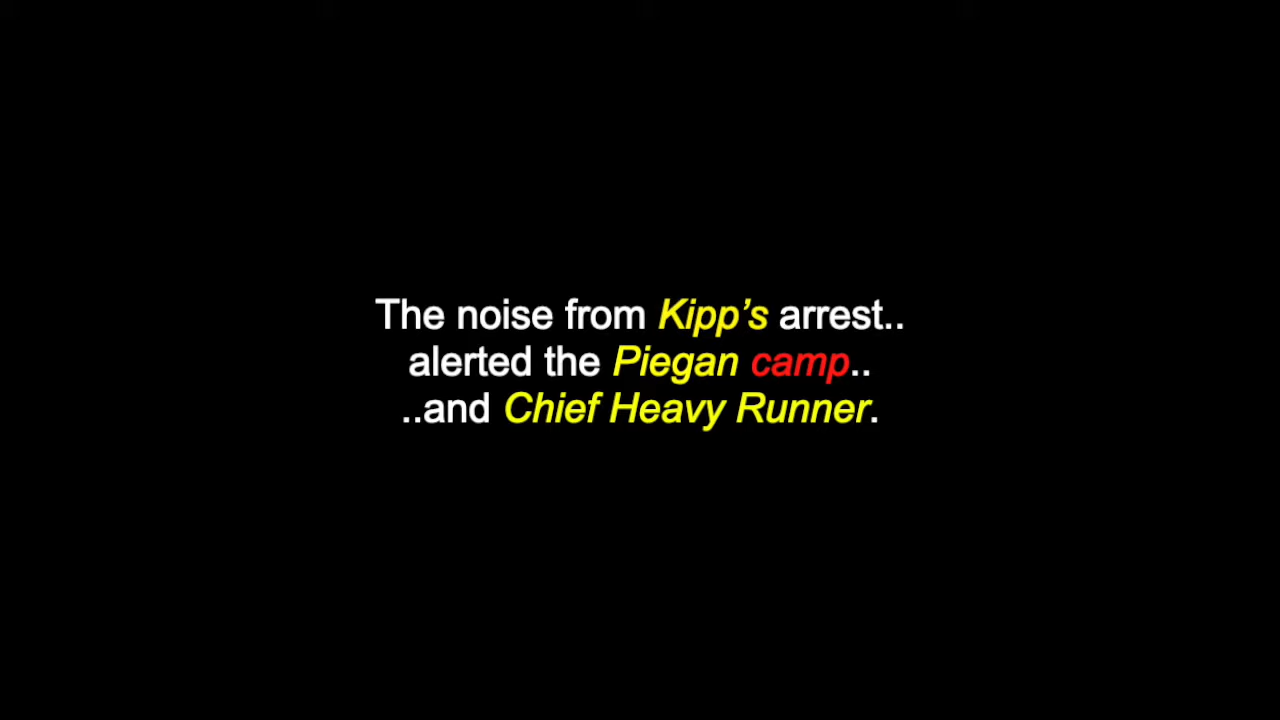 The noise from Kipp’s arrest..
alerted the Piegan camp..
..and Chief Heavy Runner.